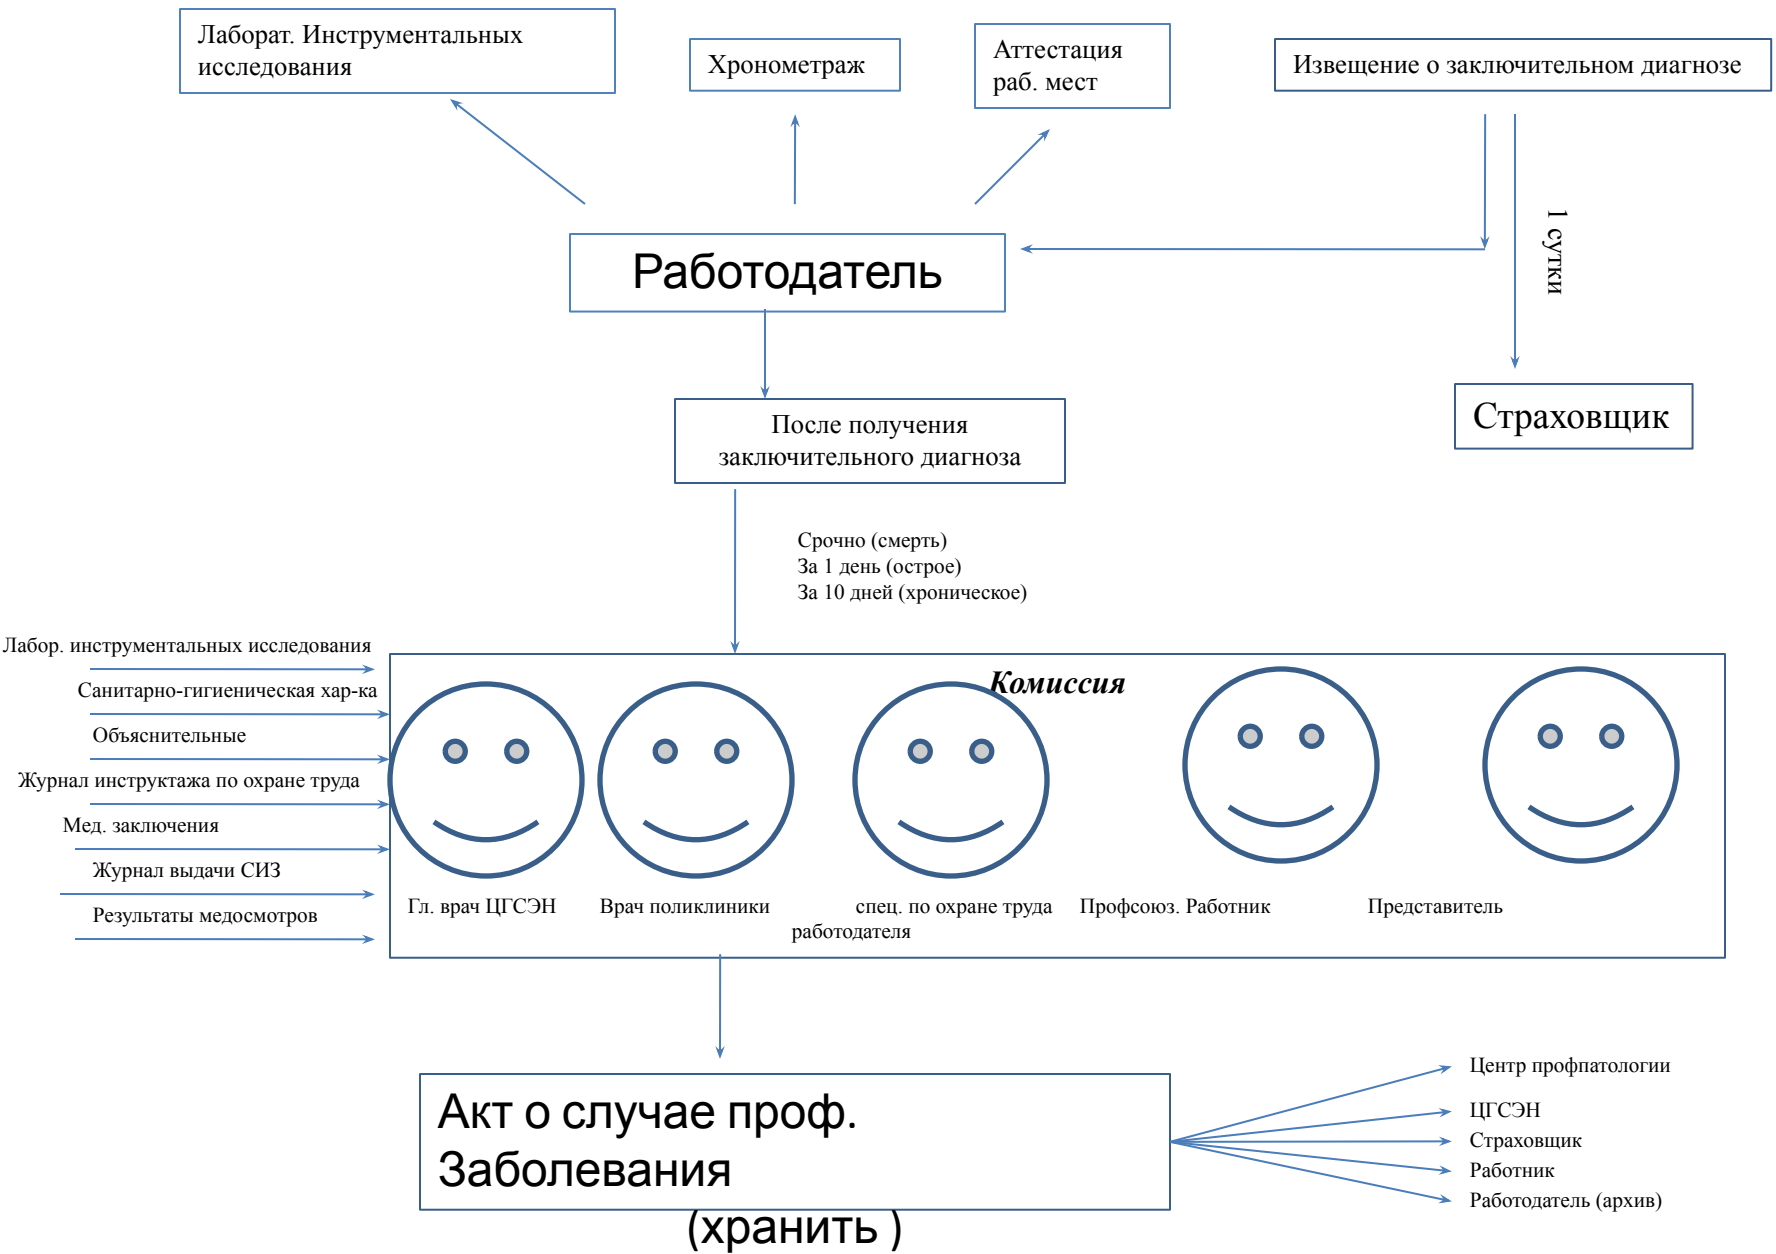 Лаборат. Инструментальных
исследования
Хронометраж
Аттестация
раб. мест
Извещение о заключительном диагнозе
Работодатель
1 сутки
Страховщик
После получения
заключительного диагноза
Срочно (смерть)
За 1 день (острое)
За 10 дней (хроническое)
Лабор. инструментальных исследования
Санитарно-гигиеническая хар-ка
Объяснительные
Журнал инструктажа по охране труда
Мед. заключения
Журнал выдачи СИЗ
Результаты медосмотров
Комиссия
Гл. врач ЦГСЭН Врач поликлиники спец. по охране труда Профсоюз. Работник Представитель
работодателя
Акт о случае проф.
Заболевания
(хранить )
Центр профпатологии
ЦГСЭН
Страховщик
Работник
Работодатель (архив)